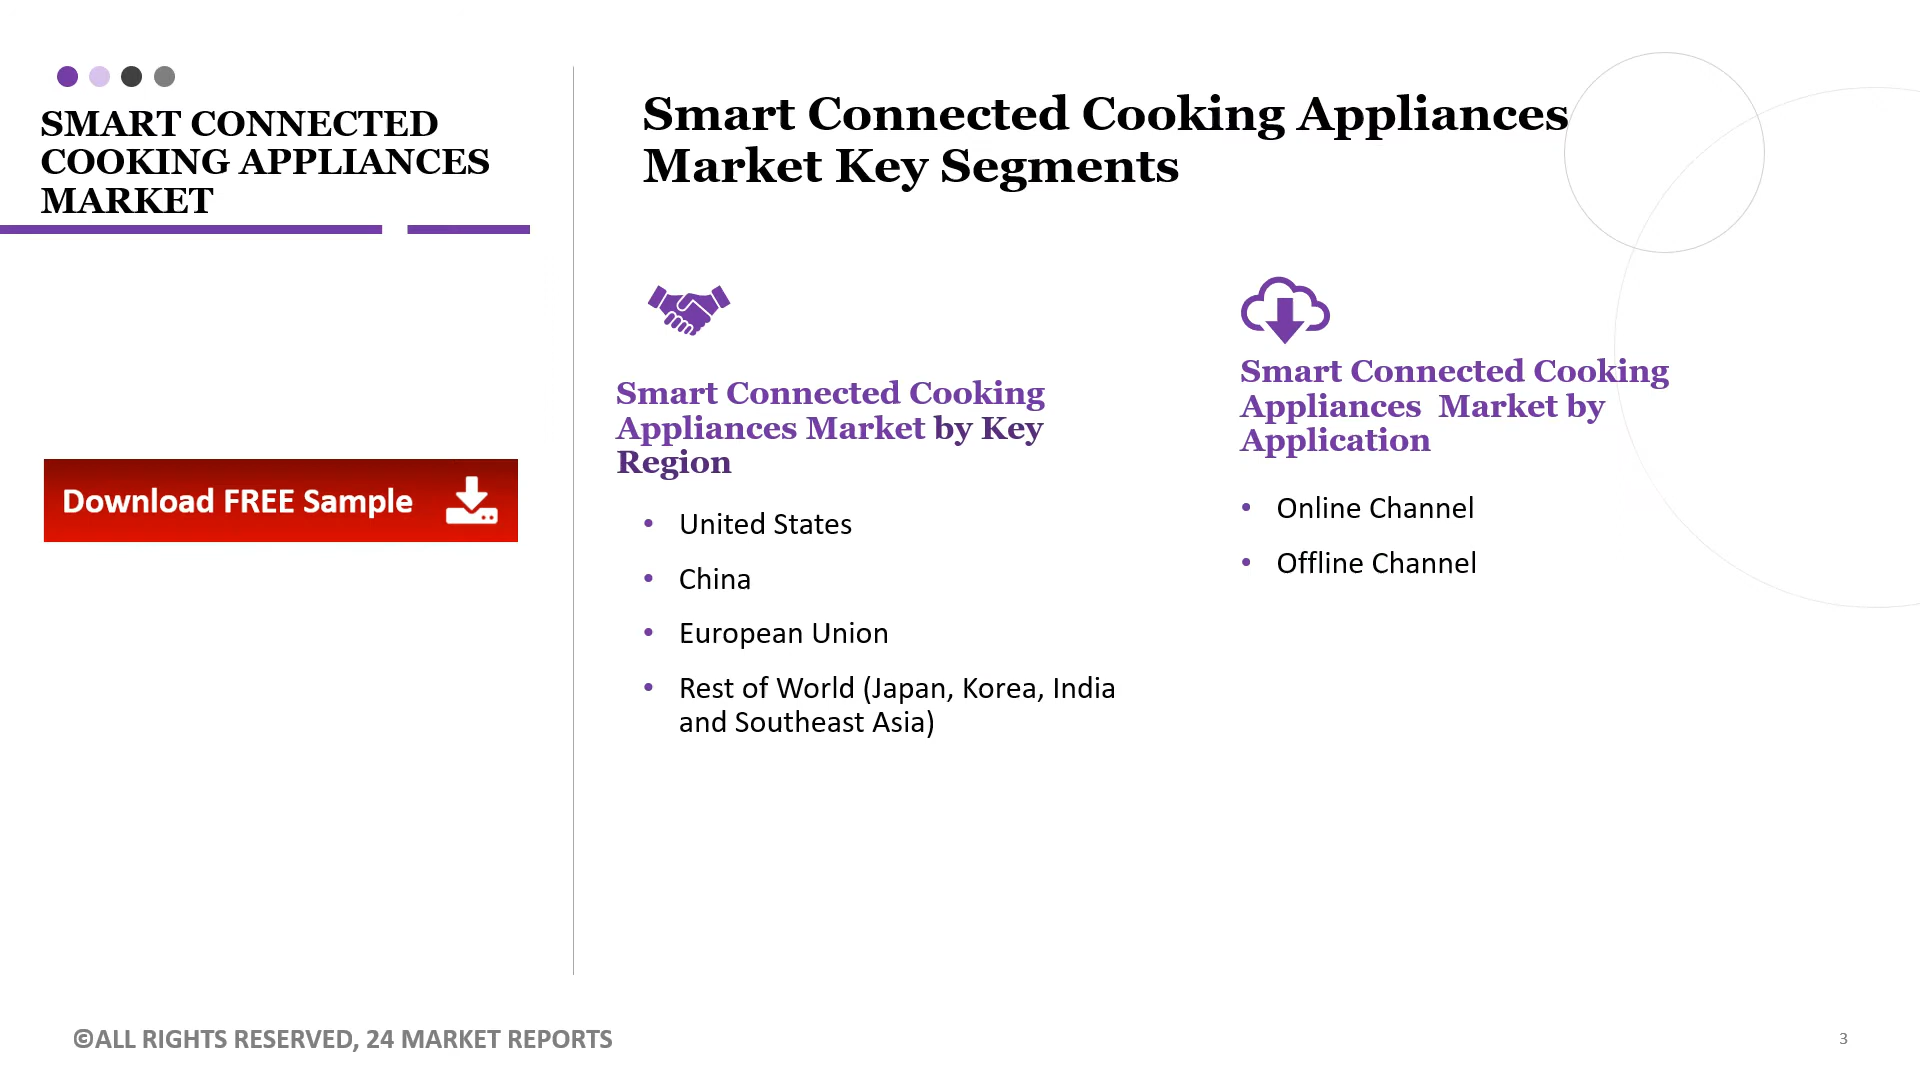 SMART CONNECTED
COOKING APPLIANCES
MARKET
Download FREE Sample
Smart Connected Cooking Appliances
Market Key Segments
Smart Connected Cooking
Appliances Market by Key
Region
• United States
• China
• European Union
• Rest of World (Japan, Korea, India
and Southeast Asia)
Smart Connected Cooking
Appliances  Market by
Application
• Online Channel
• Offline Channel
©ALL RIGHTS RESERVED, 24 MARKET REPORTS
3